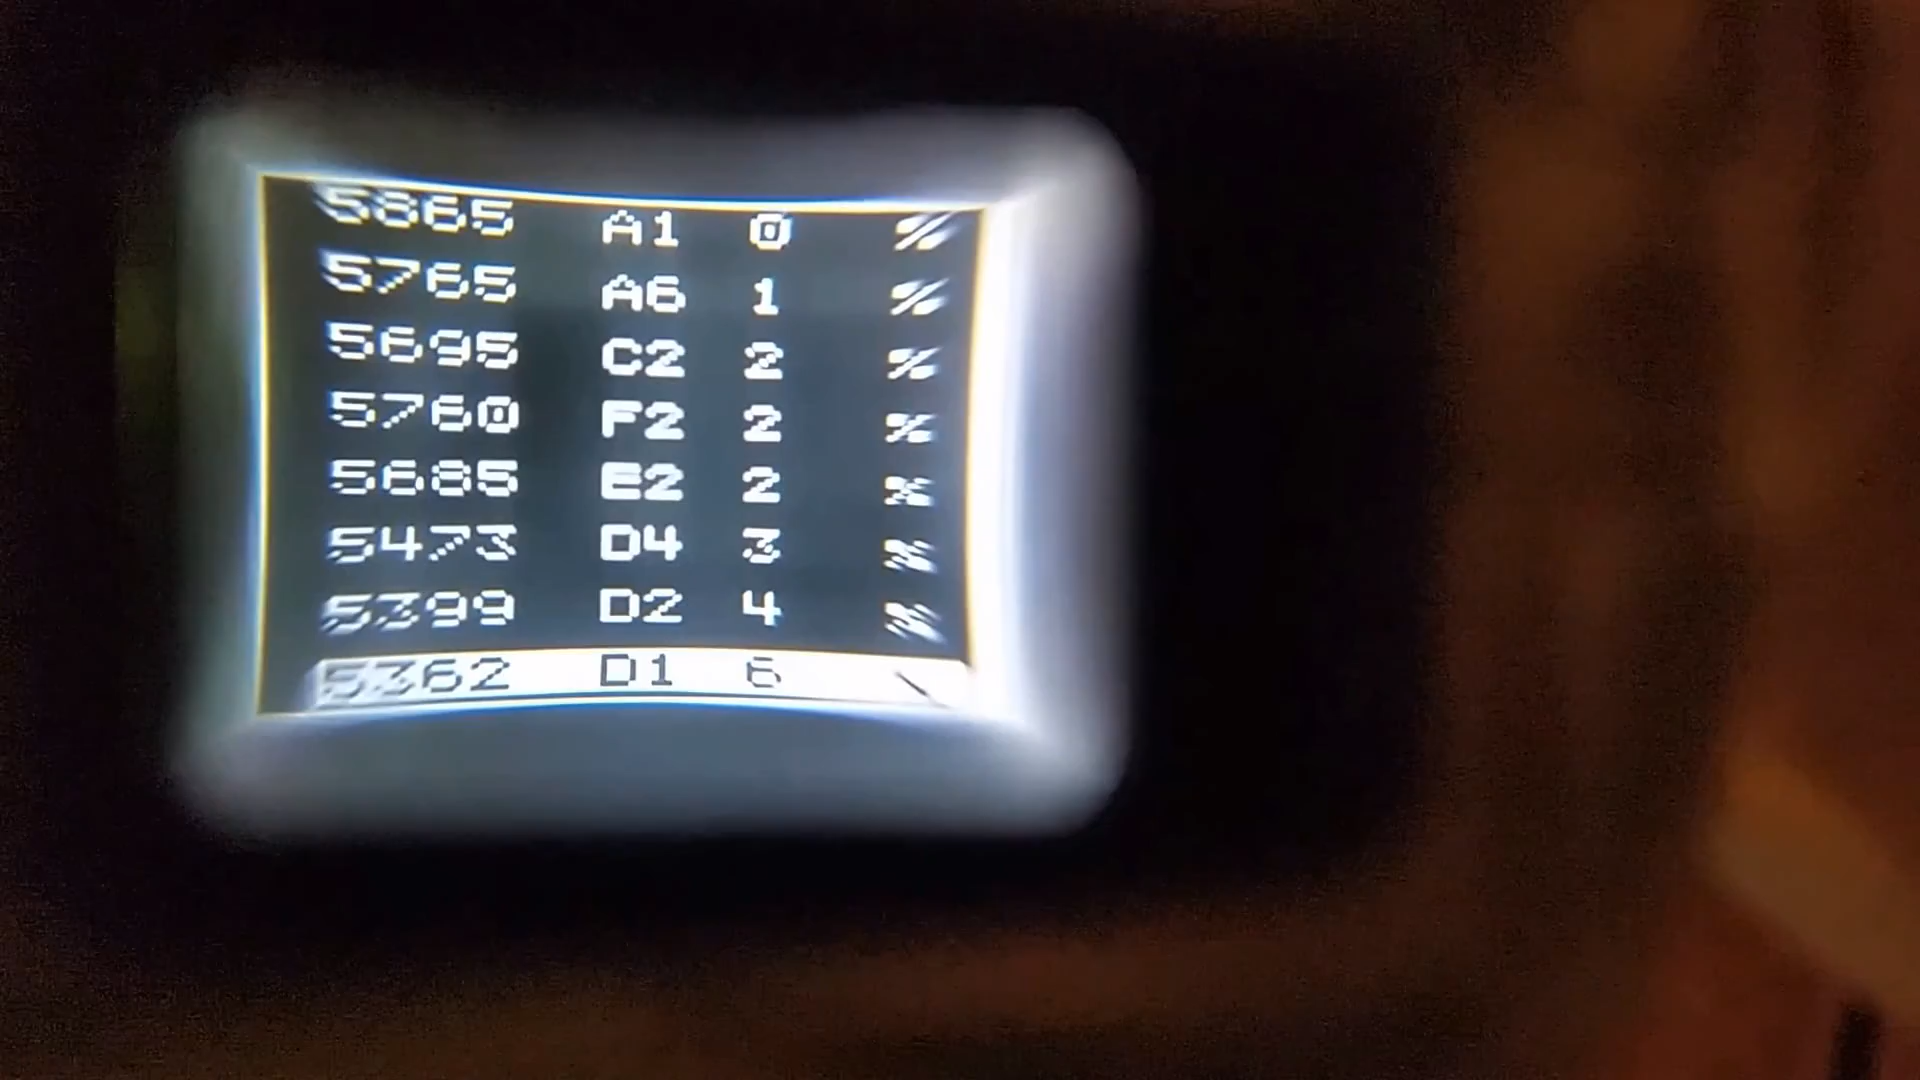 5865 A1 0 %
5765 A6 1 %
5695 C2 2 %
5760 F2 2 %
5685 E2 2 %
5473 D4 3 %
5399 D2 4 %
5362 D1 6